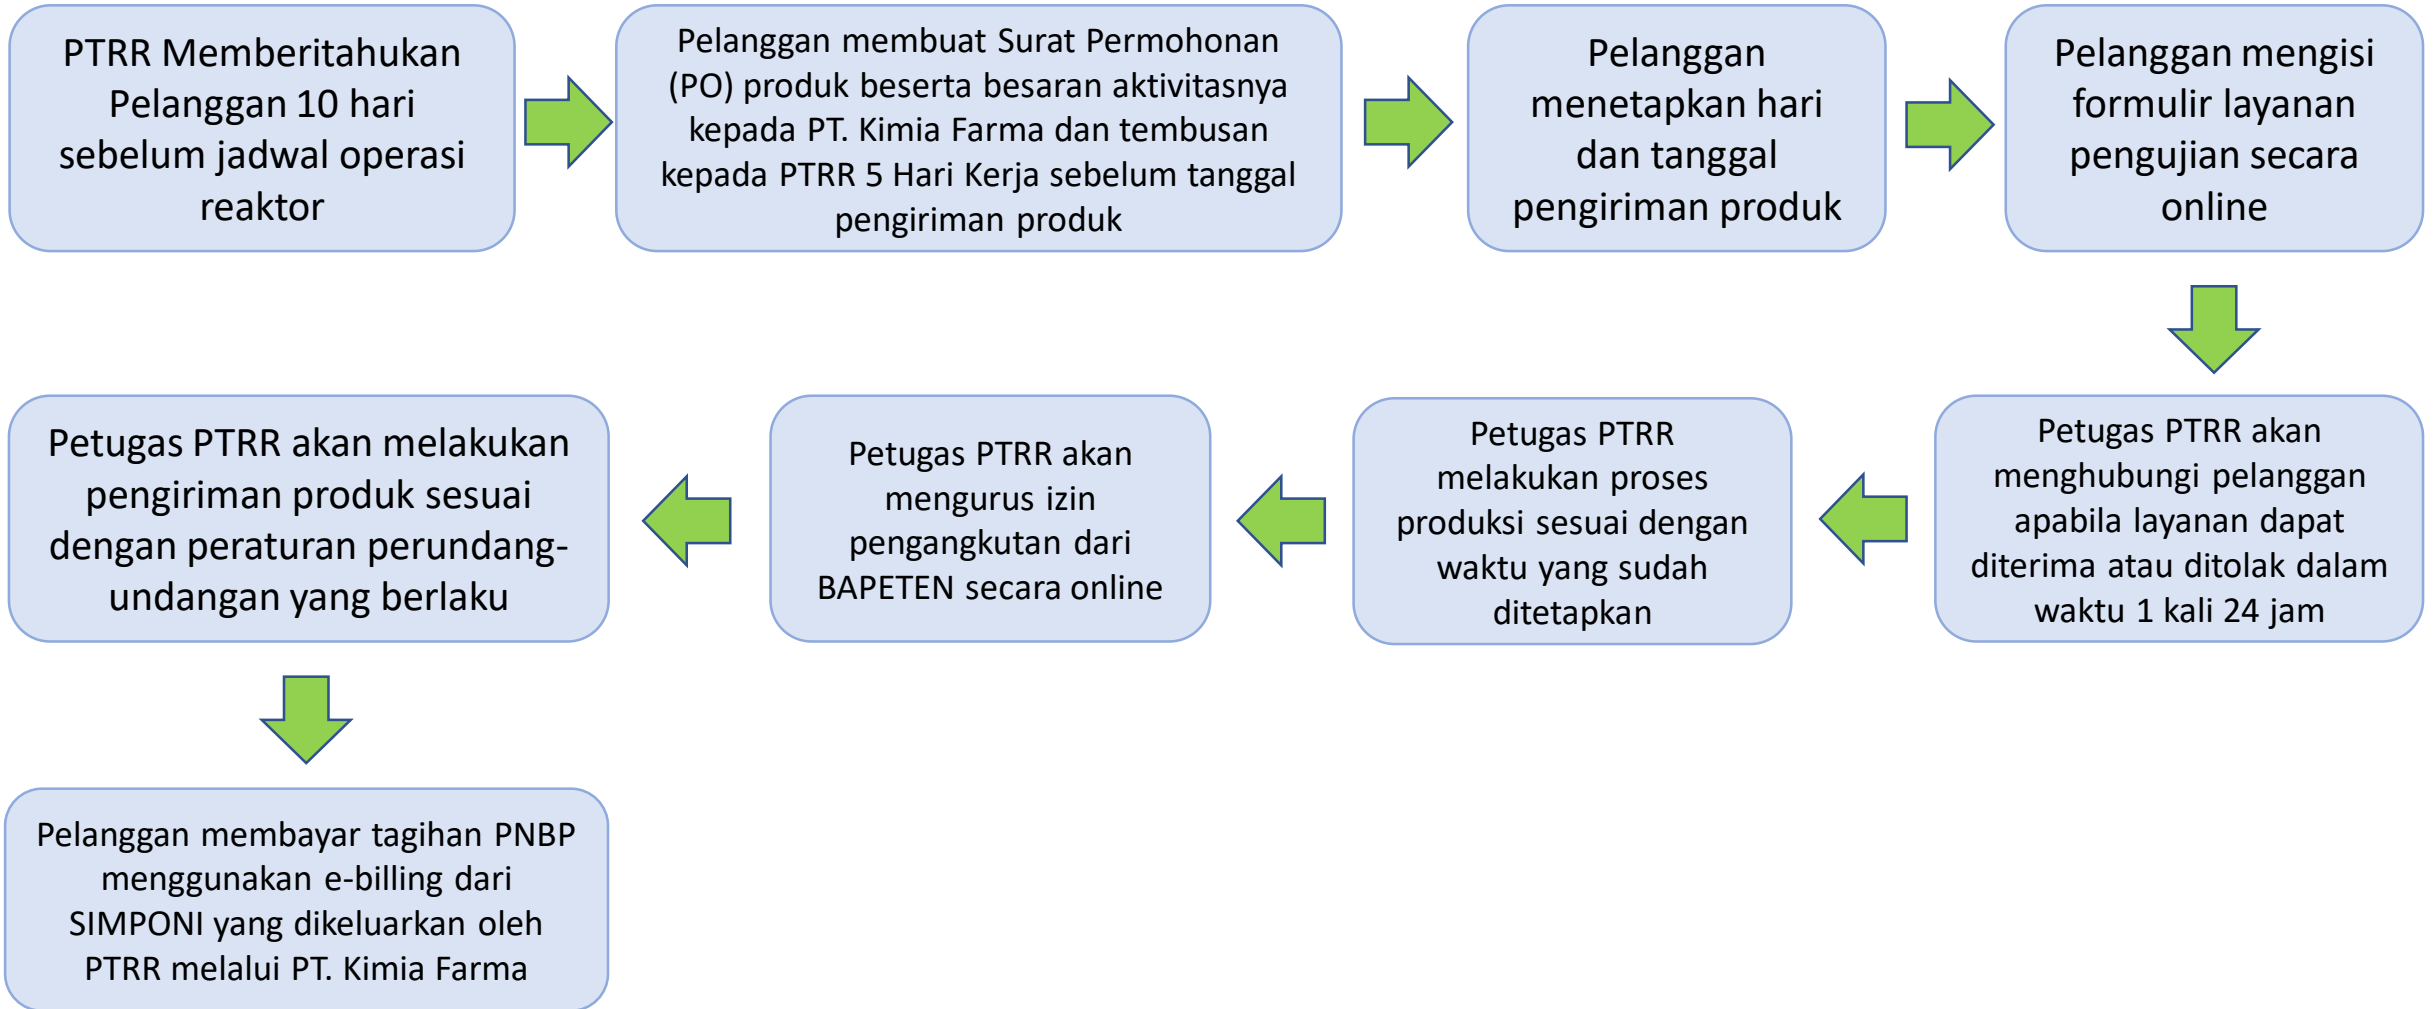 PTRR Memberitahukan
Pelanggan 10 hari
sebelum jadwal operasi
reaktor
Pelanggan membuat Surat Permohonan
(PO) produk beserta besaran aktivitasnya
kepada PT. Kimia Farma dan tembusan
kepada PTRR 5 Hari Kerja sebelum tanggal
pengiriman produk
Pelanggan
menetapkan hari
dan tanggal
pengiriman produk
Pelanggan mengisi
formulir layanan
pengujian secara
online
Petugas PTRR akan
menghubungi pelanggan
apabila layanan dapat
diterima atau ditolak dalam
waktu 1 kali 24 jam
Petugas PTRR
melakukan proses
produksi sesuai dengan
waktu yang sudah
ditetapkan
Petugas PTRR akan
mengurus izin
pengangkutan dari
BAPETEN secara online
Petugas PTRR akan melakukan
pengiriman produk sesuai
dengan peraturan perundang-
undangan yang berlaku
Pelanggan membayar tagihan PNBP
menggunakan e-billing dari
SIMPONI yang dikeluarkan oleh
PTRR melalui PT. Kimia Farma